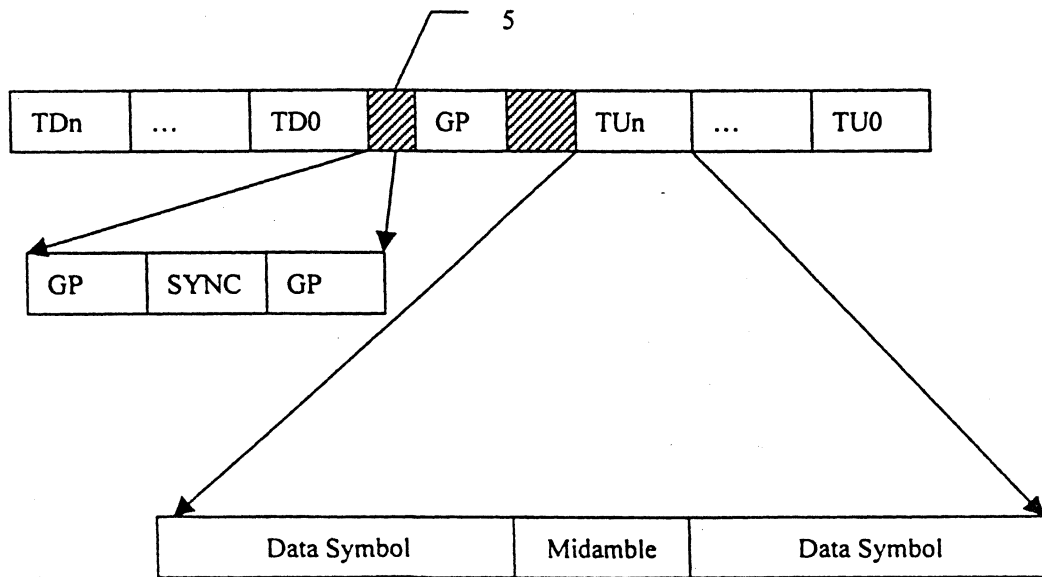 5
TDn ... TD0 GP TUn ... TU0
GP SYNC GP
Data Symbol Midamble Data Symbol